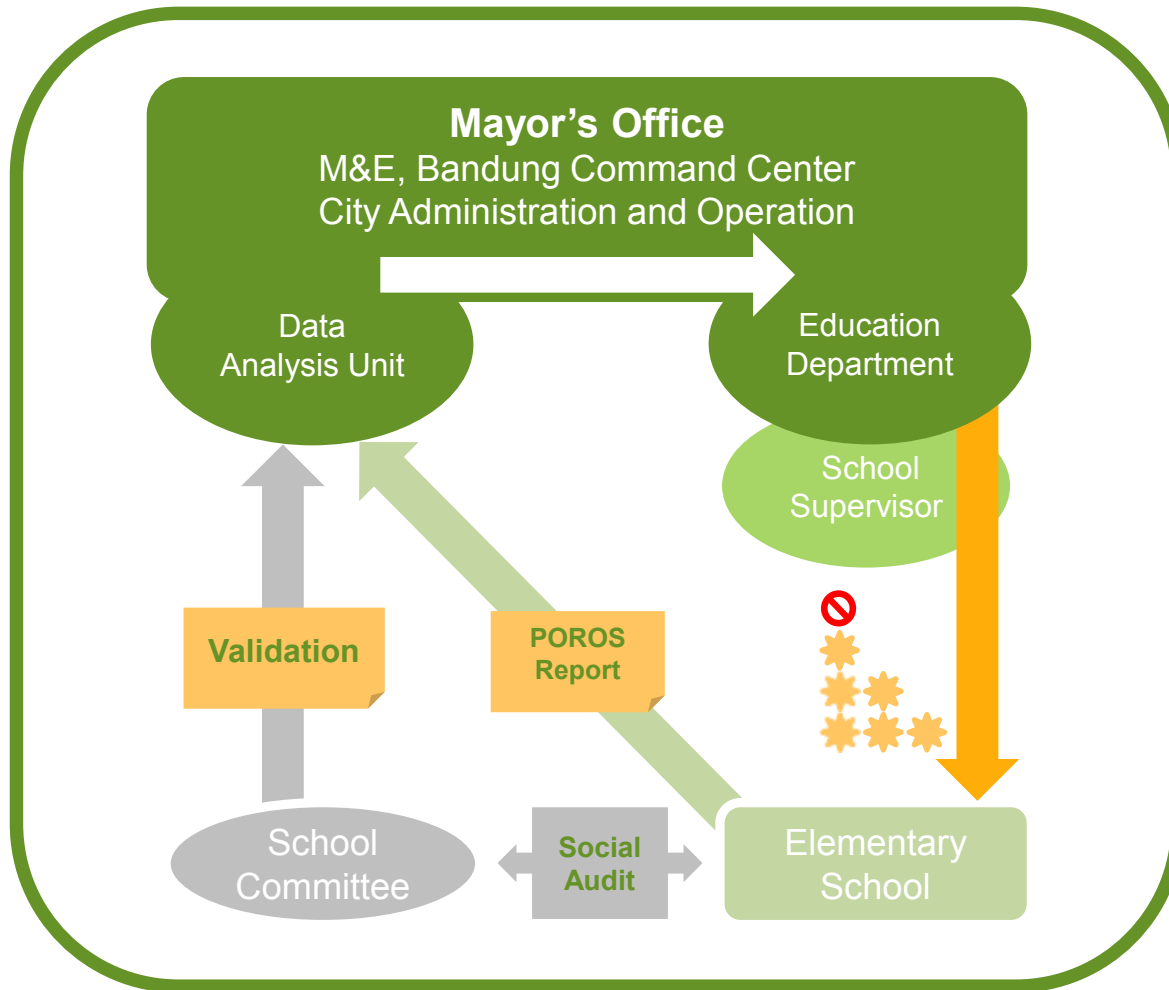 Mayor’s Office
M&E, Bandung Command Center
City Administration and Operation
Data
Analysis Unit
Education
Department
School
Supervisor
Validation
POROS
Report
School
Committee
Social
Audit
Elementary
School